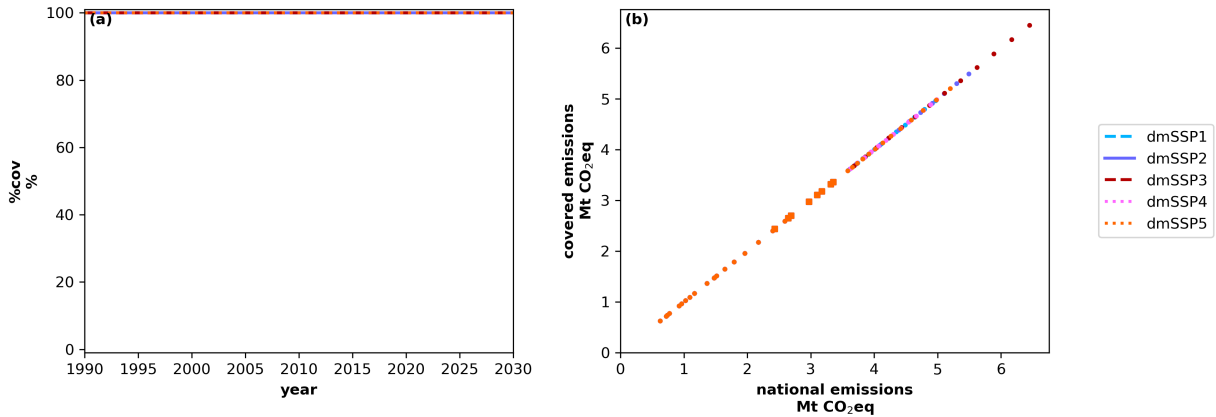 (a)
100
80
60
40
20
0
%cov
%
1990 1995 2000 2005 2010 2015 2020 2025 2030
year
(b)
6
5
4
3
2
1
0
covered emissions
Mt CO₂eq
0 1 2 3 4 5 6
national emissions
Mt CO₂eq
dmSSP1
dmSSP2
dmSSP3
dmSSP4
dmSSP5